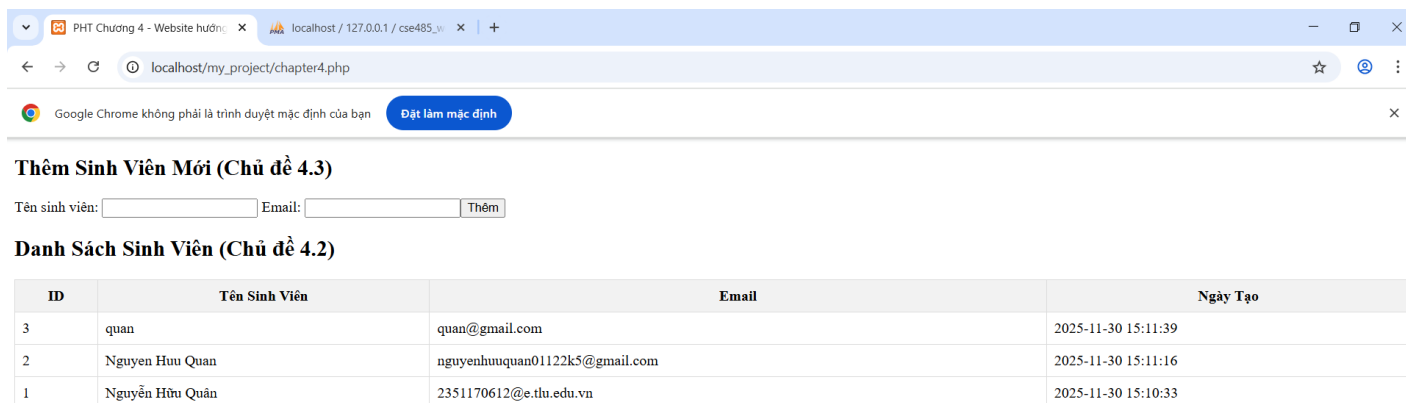 PHT Chương 4 - Website hướng
localhost / 127.0.0.1 / cse485_w
localhost/my_project/chapter4.php
Google Chrome không phải là trình duyệt mặc định của bạn Đặt làm mặc định
Thêm Sinh Viên Mới (Chủ đề 4.3)
Tên sinh viên: Email: Thêm
Danh Sách Sinh Viên (Chủ đề 4.2)
ID Tên Sinh Viên Email Ngày Tạo
3 quan quan@gmail.com 2025-11-30 15:11:39
2 Nguyen Huu Quan nguyenhuuquan01122k5@gmail.com 2025-11-30 15:11:16
1 Nguyễn Hữu Quân 2351170612@e.tlu.edu.vn 2025-11-30 15:10:33